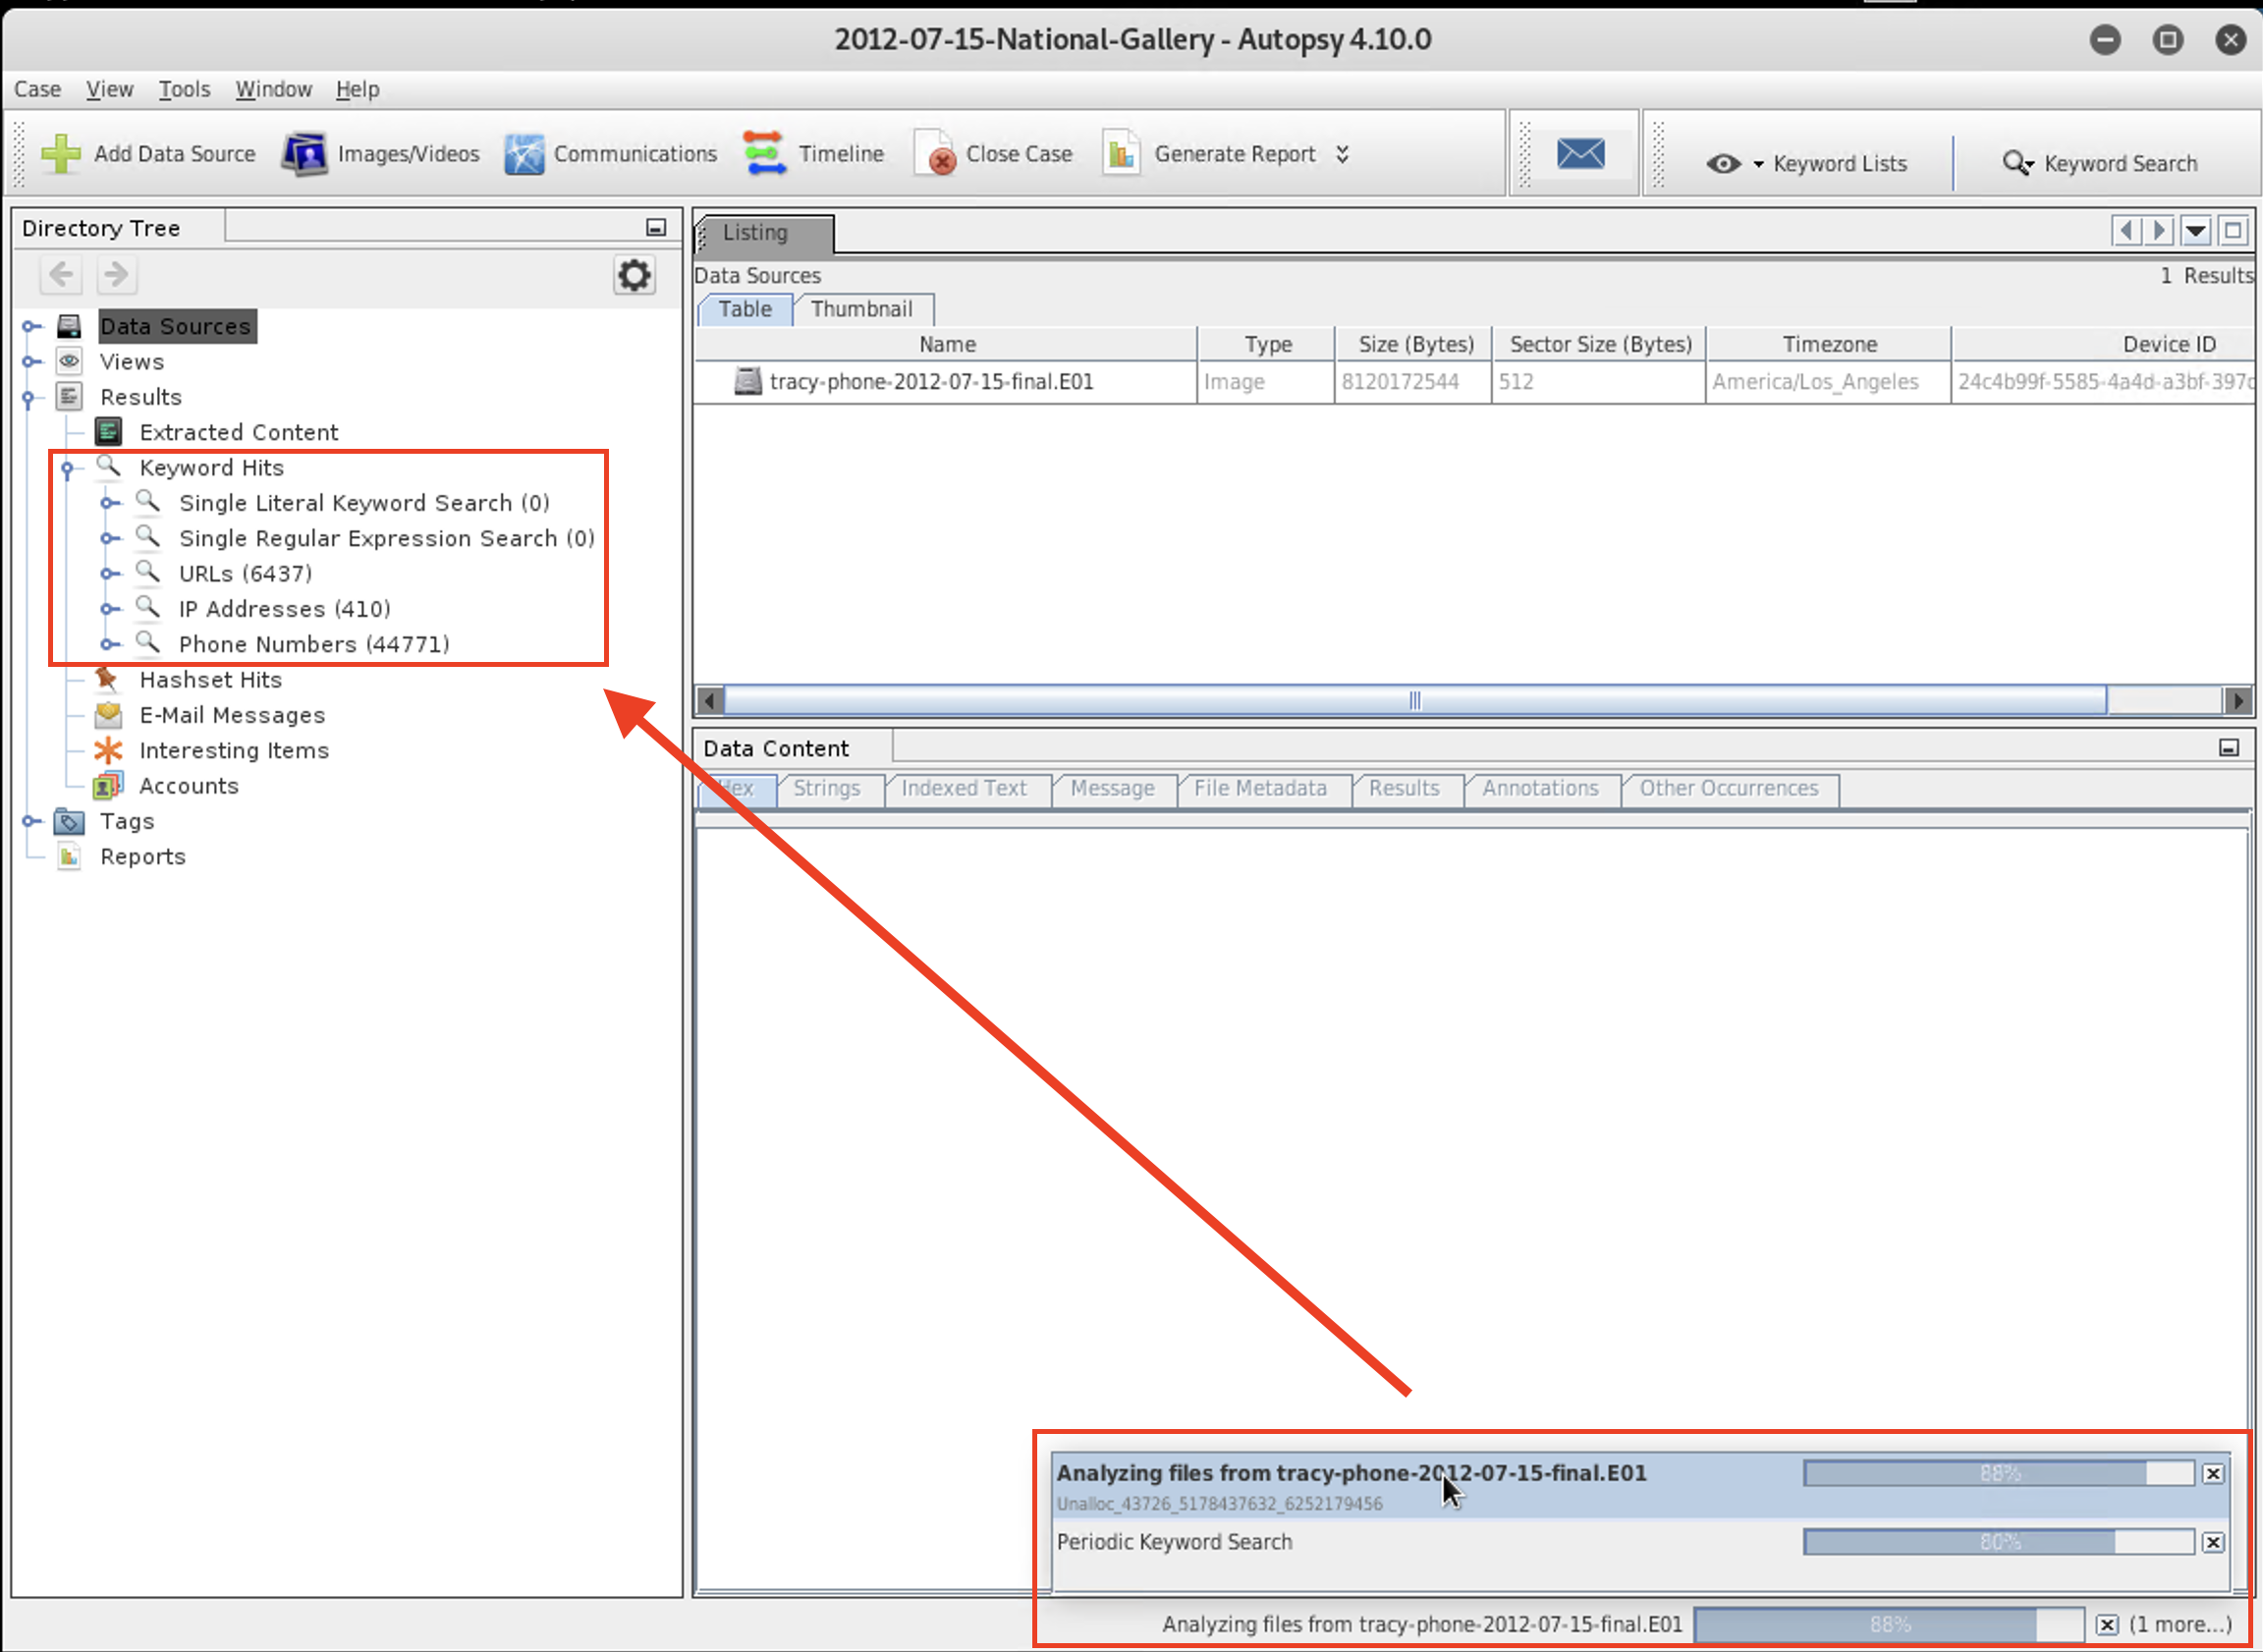 2012-07-15-National-Gallery - Autopsy 4.10.0
Case View Tools Window Help
Add Data Source Images/Videos Communications Timeline Close Case Generate Report Keyword Lists Keyword Search
Directory Tree
Data Sources
Views
Results
Extracted Content
Keyword Hits
Single Literal Keyword Search (0)
Single Regular Expression Search (0)
URLs (6437)
IP Addresses (410)
Phone Numbers (44771)
Hashset Hits
E-Mail Messages
Interesting Items
Accounts
Tags
Reports
Listing
Data Sources 1 Results
Table Thumbnail
Name Type Size (Bytes) Sector Size (Bytes) Timezone Device ID
tracy-phone-2012-07-15-final.E01 Image 8120172544 512 America/Los_Angeles 24c4b99f-5585-4a4d-a3bf-397c
Data Content
Hex Strings Indexed Text Message File Metadata Results Annotations Other Occurrences
Analyzing files from tracy-phone-2012-07-15-final.E01 88%
Unalloc_43726_5178437632_6252179456
Periodic Keyword Search 80%
Analyzing files from tracy-phone-2012-07-15-final.E01 88% (1 more...)